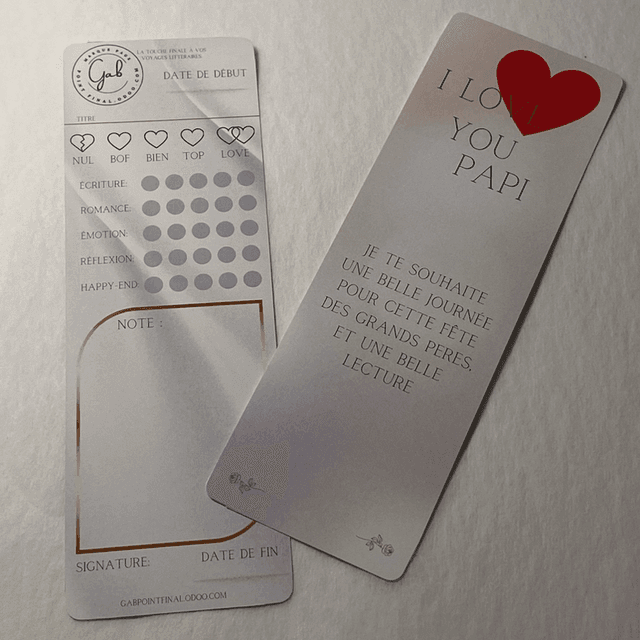 MARQUE PAGE
Gab
POINT FINAL.ODOO.COM
LA TOUCHE FINALE À VOS
VOYAGES LITTÉRAIRES
DATE DE DÉBUT
TITRE
NUL BOF BIEN TOP LOVE
ÉCRITURE:
ROMANCE:
ÉMOTION:
RÉFLEXION:
HAPPY-END
NOTE :
SIGNATURE:
DATE DE FIN
GABPOINTFINAL.ODOO.COM
I LOVE
YOU
PAPI
JE TE SOUHAITE
UNE BELLE JOURNÉE
POUR CETTE FÊTE
DES GRANDS PERES,
ET UNE BELLE
LECTURE